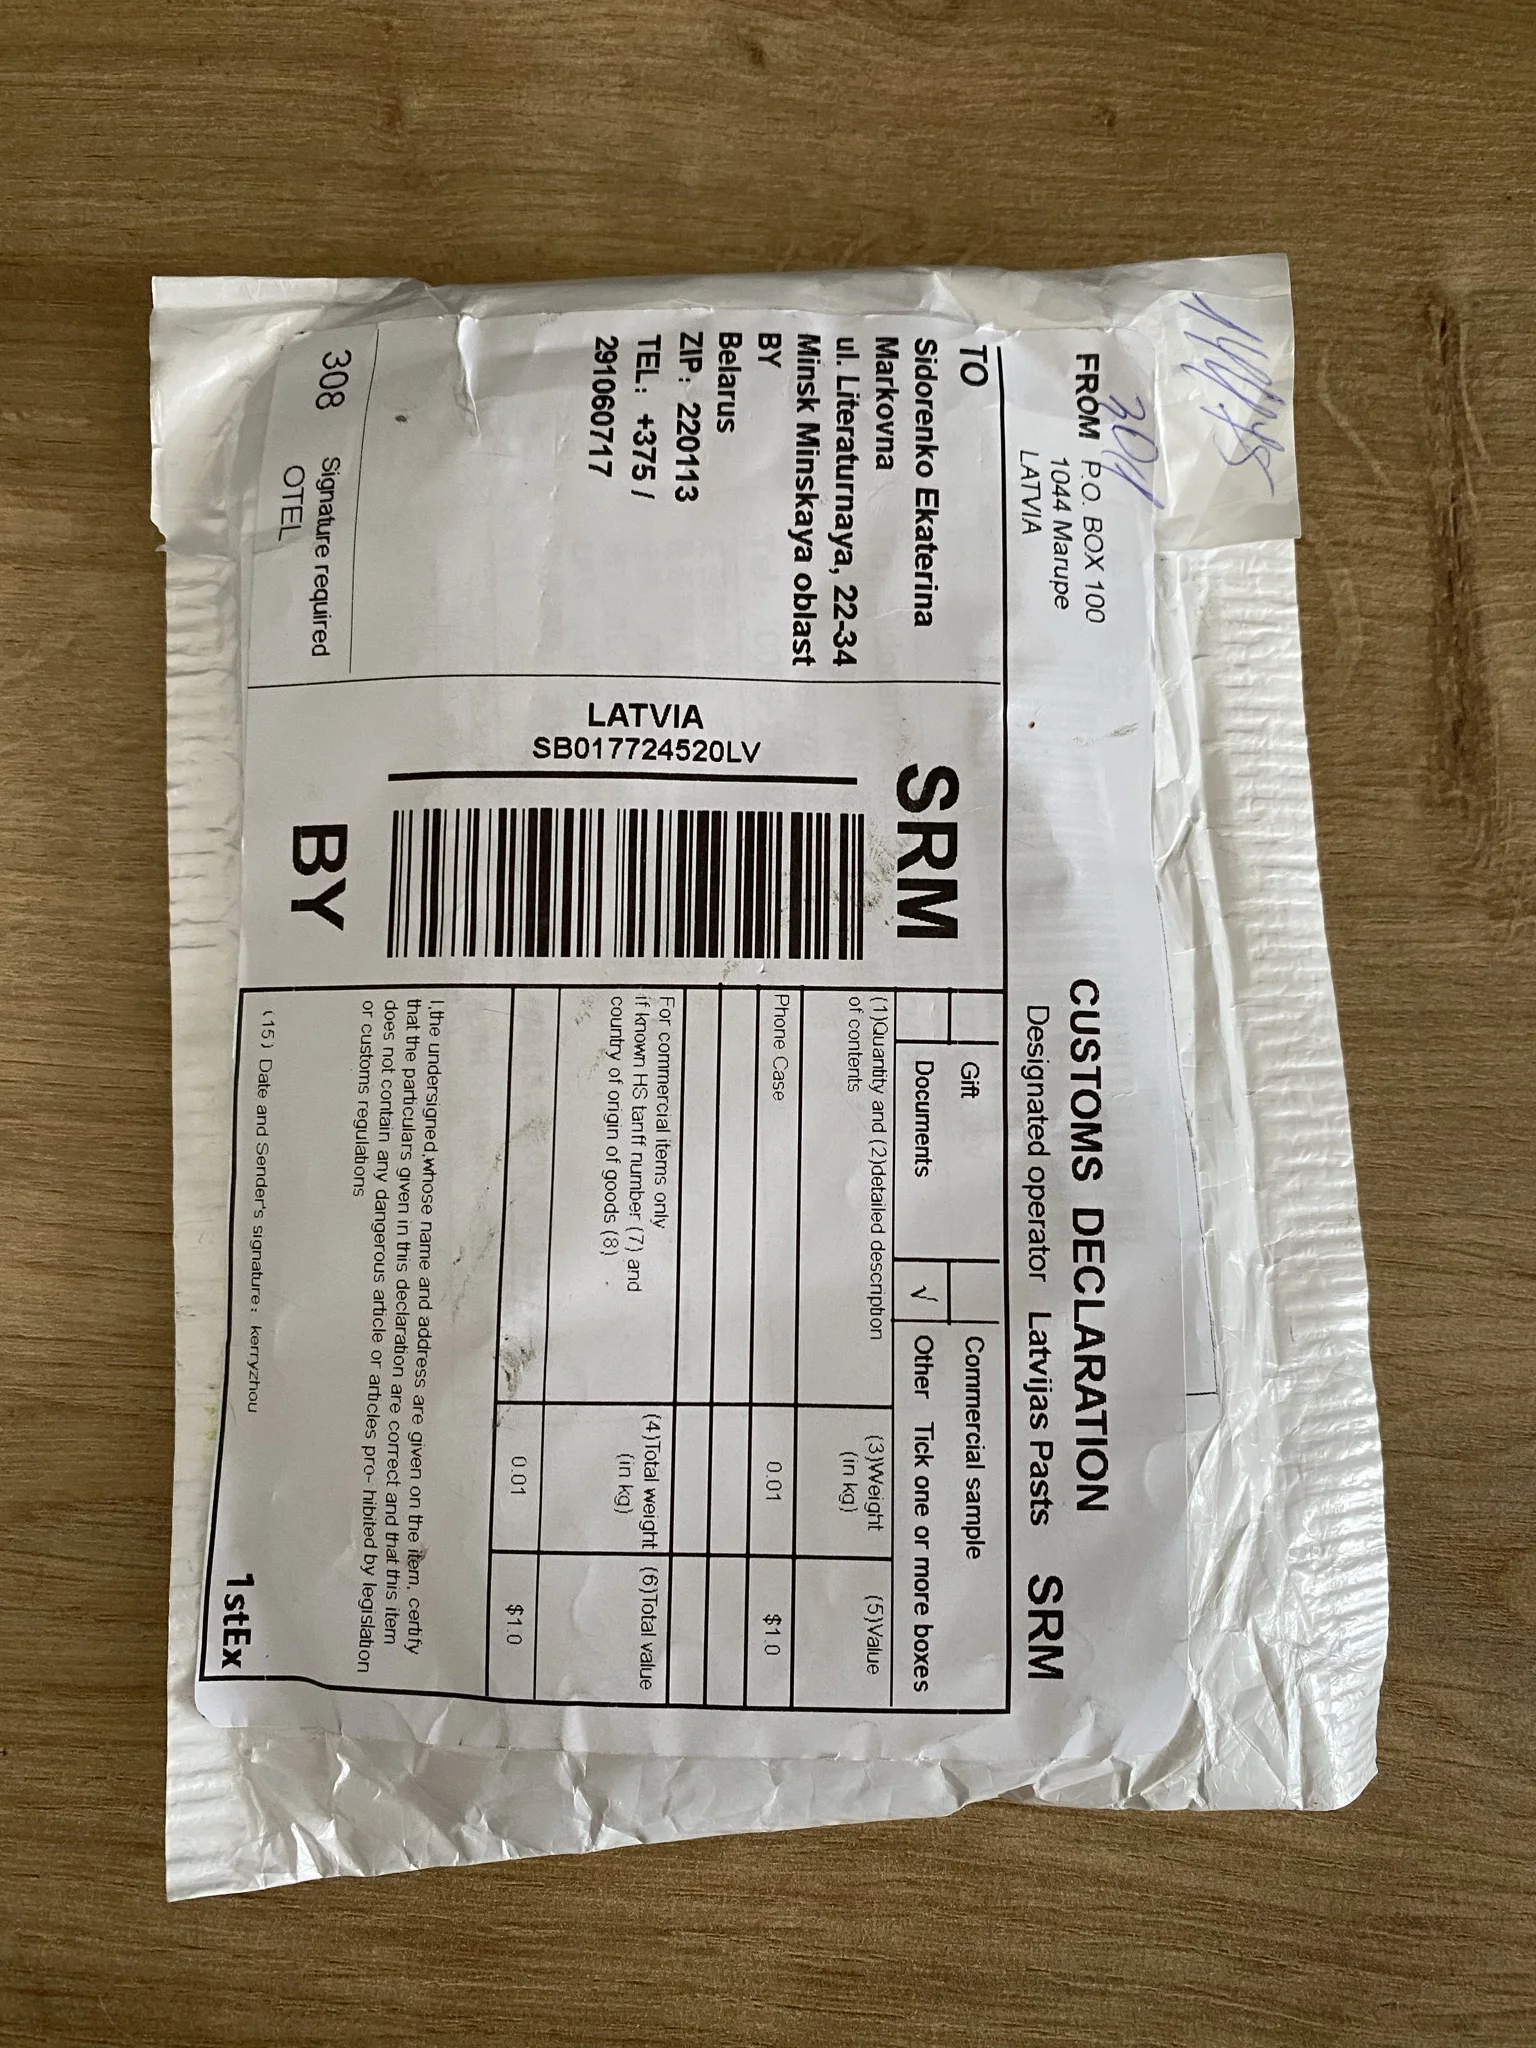 301
FROM P.O. BOX 100
1044 Marupe
LATVIA
CUSTOMS DECLARATION
Designated operator Latvijas Pasts SRM
TO
Sidorenko Ekaterina
Markovna
ul. Literaturnaya, 22-34
Minsk Minskaya oblast
BY
Belarus
ZIP: 220113
TEL: +375 /
291060717
308 Signature required
OTEL
SRM
LATVIA
SB017724520LV
BY
Gift Commercial sample
Documents √ Other Tick one or more boxes
(1)Quantity and (2)detailed description
of contents
(3)Weight
(in kg)
(5)Value
Phone Case 0.01 $1.0
For commercial items only
if known HS tariff number (7) and
country of origin of goods (8)
(4)Total weight
(in kg)
(6)Total value
0.01 $1.0
I,the undersigned,whose name and address are given on the item, certify
that the particulars given in this declaration are correct and that this item
does not contain any dangerous article or articles pro- hibited by legislation
or customs regulations
(15) Date and Sender's signature: kerryzhou
1stEx